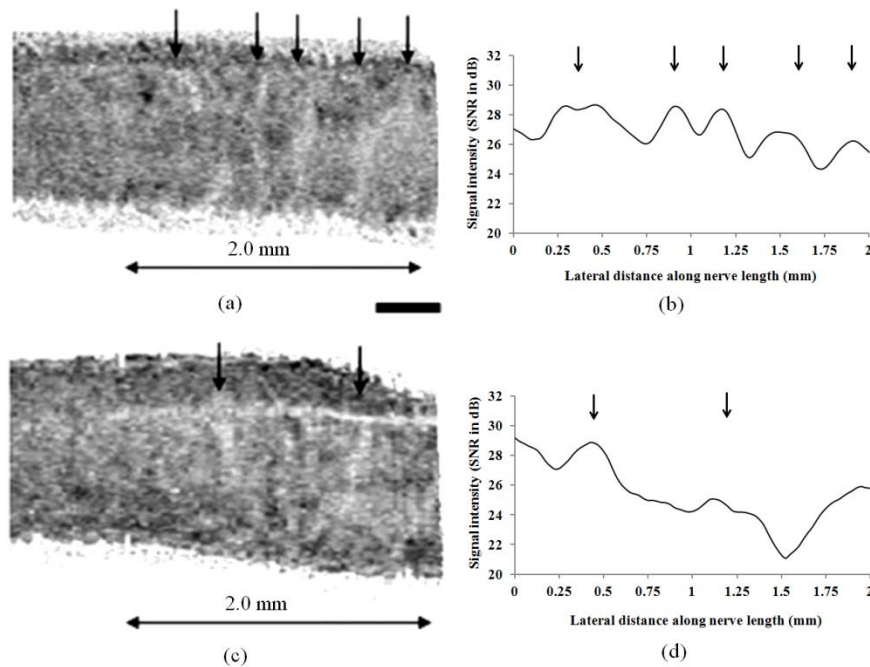 2.0 mm
(a)
Signal intensity (SNR in dB)
32
30
28
26
24
22
20
0 0.25 0.5 0.75 1 1.25 1.5 1.75 2
Lateral distance along nerve length (mm)
(b)
2.0 mm
(c)
Signal intensity (SNR in dB)
32
30
28
26
24
22
20
0 0.25 0.5 0.75 1 1.25 1.5 1.75 2
Lateral distance along nerve length (mm)
(d)